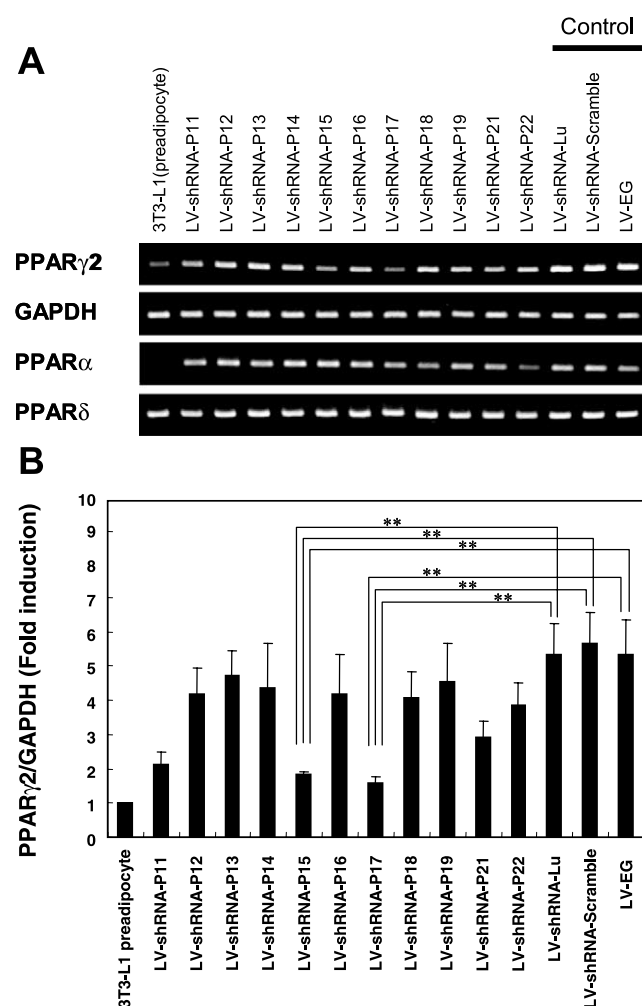 Control
A
3T3-L1(preadipocyte)
LV-shRNA-P11
LV-shRNA-P12
LV-shRNA-P13
LV-shRNA-P14
LV-shRNA-P15
LV-shRNA-P16
LV-shRNA-P17
LV-shRNA-P18
LV-shRNA-P19
LV-shRNA-P21
LV-shRNA-P22
LV-shRNA-Lu
LV-shRNA-Scramble
LV-EG
PPARγ2
GAPDH
PPARα
PPARδ
B
PPARγ2/GAPDH (Fold induction)
10
9
8
7
6
5
4
3
2
1
0
**
**
**
**
**
**
3T3-L1 preadipocyte
LV-shRNA-P11
LV-shRNA-P12
LV-shRNA-P13
LV-shRNA-P14
LV-shRNA-P15
LV-shRNA-P16
LV-shRNA-P17
LV-shRNA-P18
LV-shRNA-P19
LV-shRNA-P21
LV-shRNA-P22
LV-shRNA-Lu
LV-shRNA-Scramble
LV-EG